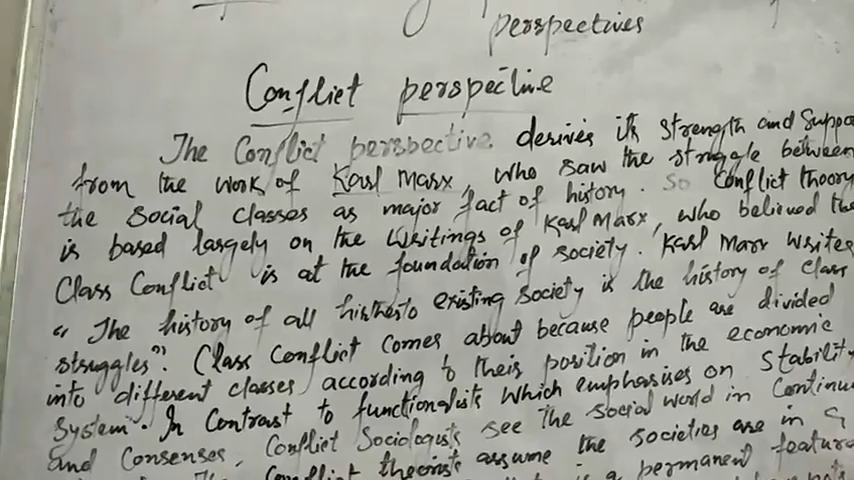 perspectives
Conflict perspective
The Conflict perspective derives its strength and Suppo
from the work of Karl Marx, who saw the struggle between
the social classes as major fact of history. So Conflict theory
is based largely on the writings of Karl Marx, who believed the
Class Conflict is at the foundation of society. Karl Marx writes
" The history of all hitherto existing society is the history of class
struggles". Class Conflict comes about because people are divided
into different classes according to their position in the economic
System. In Contrast to functionalists which emphasises on Stability
and Consenses, Conflict Sociologists see the social world in Continu
Conflict theorists assume the societies are in a
is a permanent feature